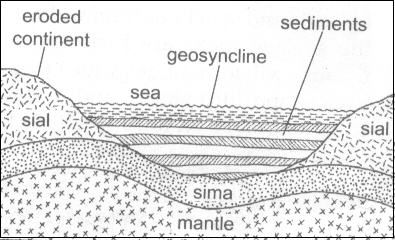 eroded
continent
sediments
geosyncline
sea
sial
sial
sima
mantle